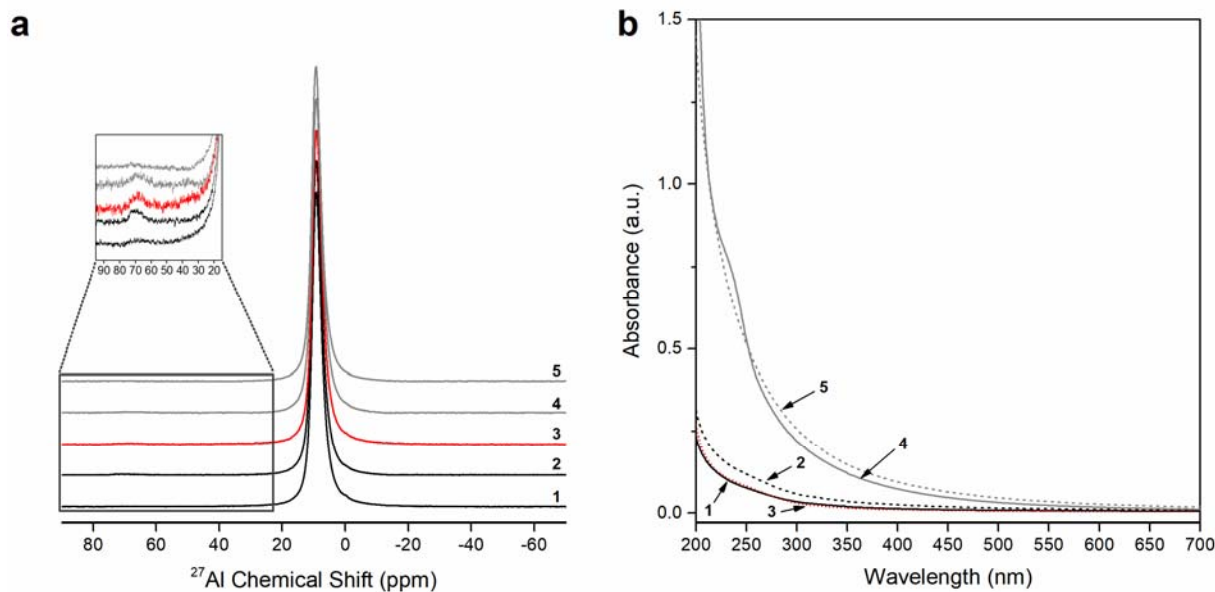 a
90 80 70 60 50 40 30 20
5
4
3
2
1
80 60 40 20 0 -20 -40 -60
²⁷Al Chemical Shift (ppm)
b
1.5
1.0
0.5
0.0
Absorbance (a.u.)
5
4
2
1
3
200 250 300 350 400 450 500 550 600 650 700
Wavelength (nm)